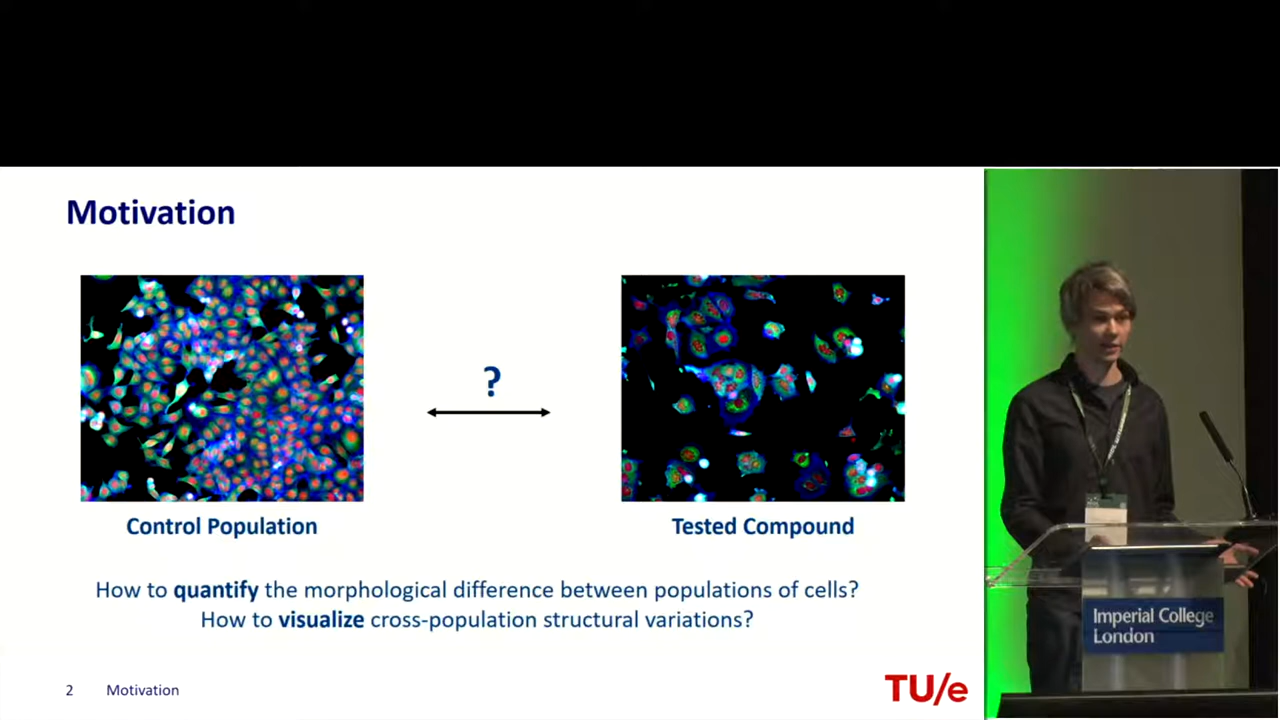 Motivation
?
Control Population
Tested Compound
How to quantify the morphological difference between populations of cells?
How to visualize cross-population structural variations?
2 Motivation
TU/e
Imperial College
London